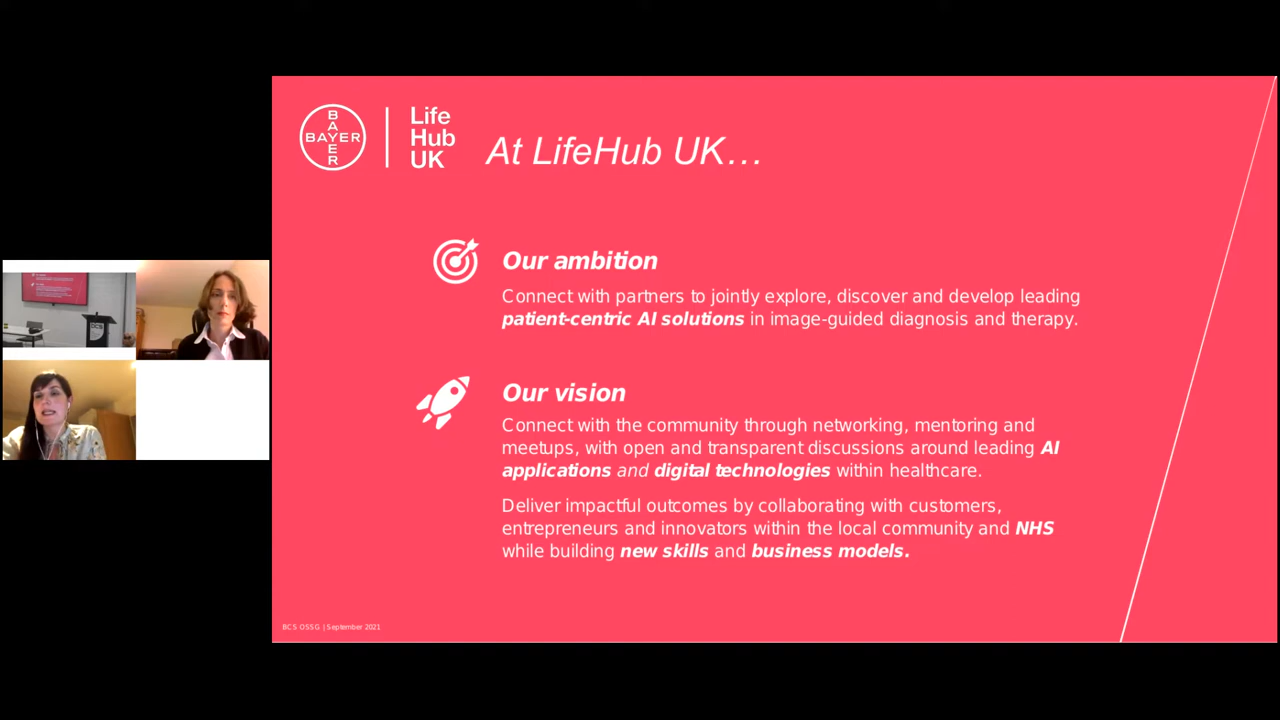 BAYER
BAYER
Life
Hub
UK
At LifeHub UK…
Our ambition
Connect with partners to jointly explore, discover and develop leading
patient-centric AI solutions in image-guided diagnosis and therapy.
Our vision
Connect with the community through networking, mentoring and
meetups, with open and transparent discussions around leading AI
applications and digital technologies within healthcare.
Deliver impactful outcomes by collaborating with customers,
entrepreneurs and innovators within the local community and NHS
while building new skills and business models.
BCS OSSG | September 2021
BCS